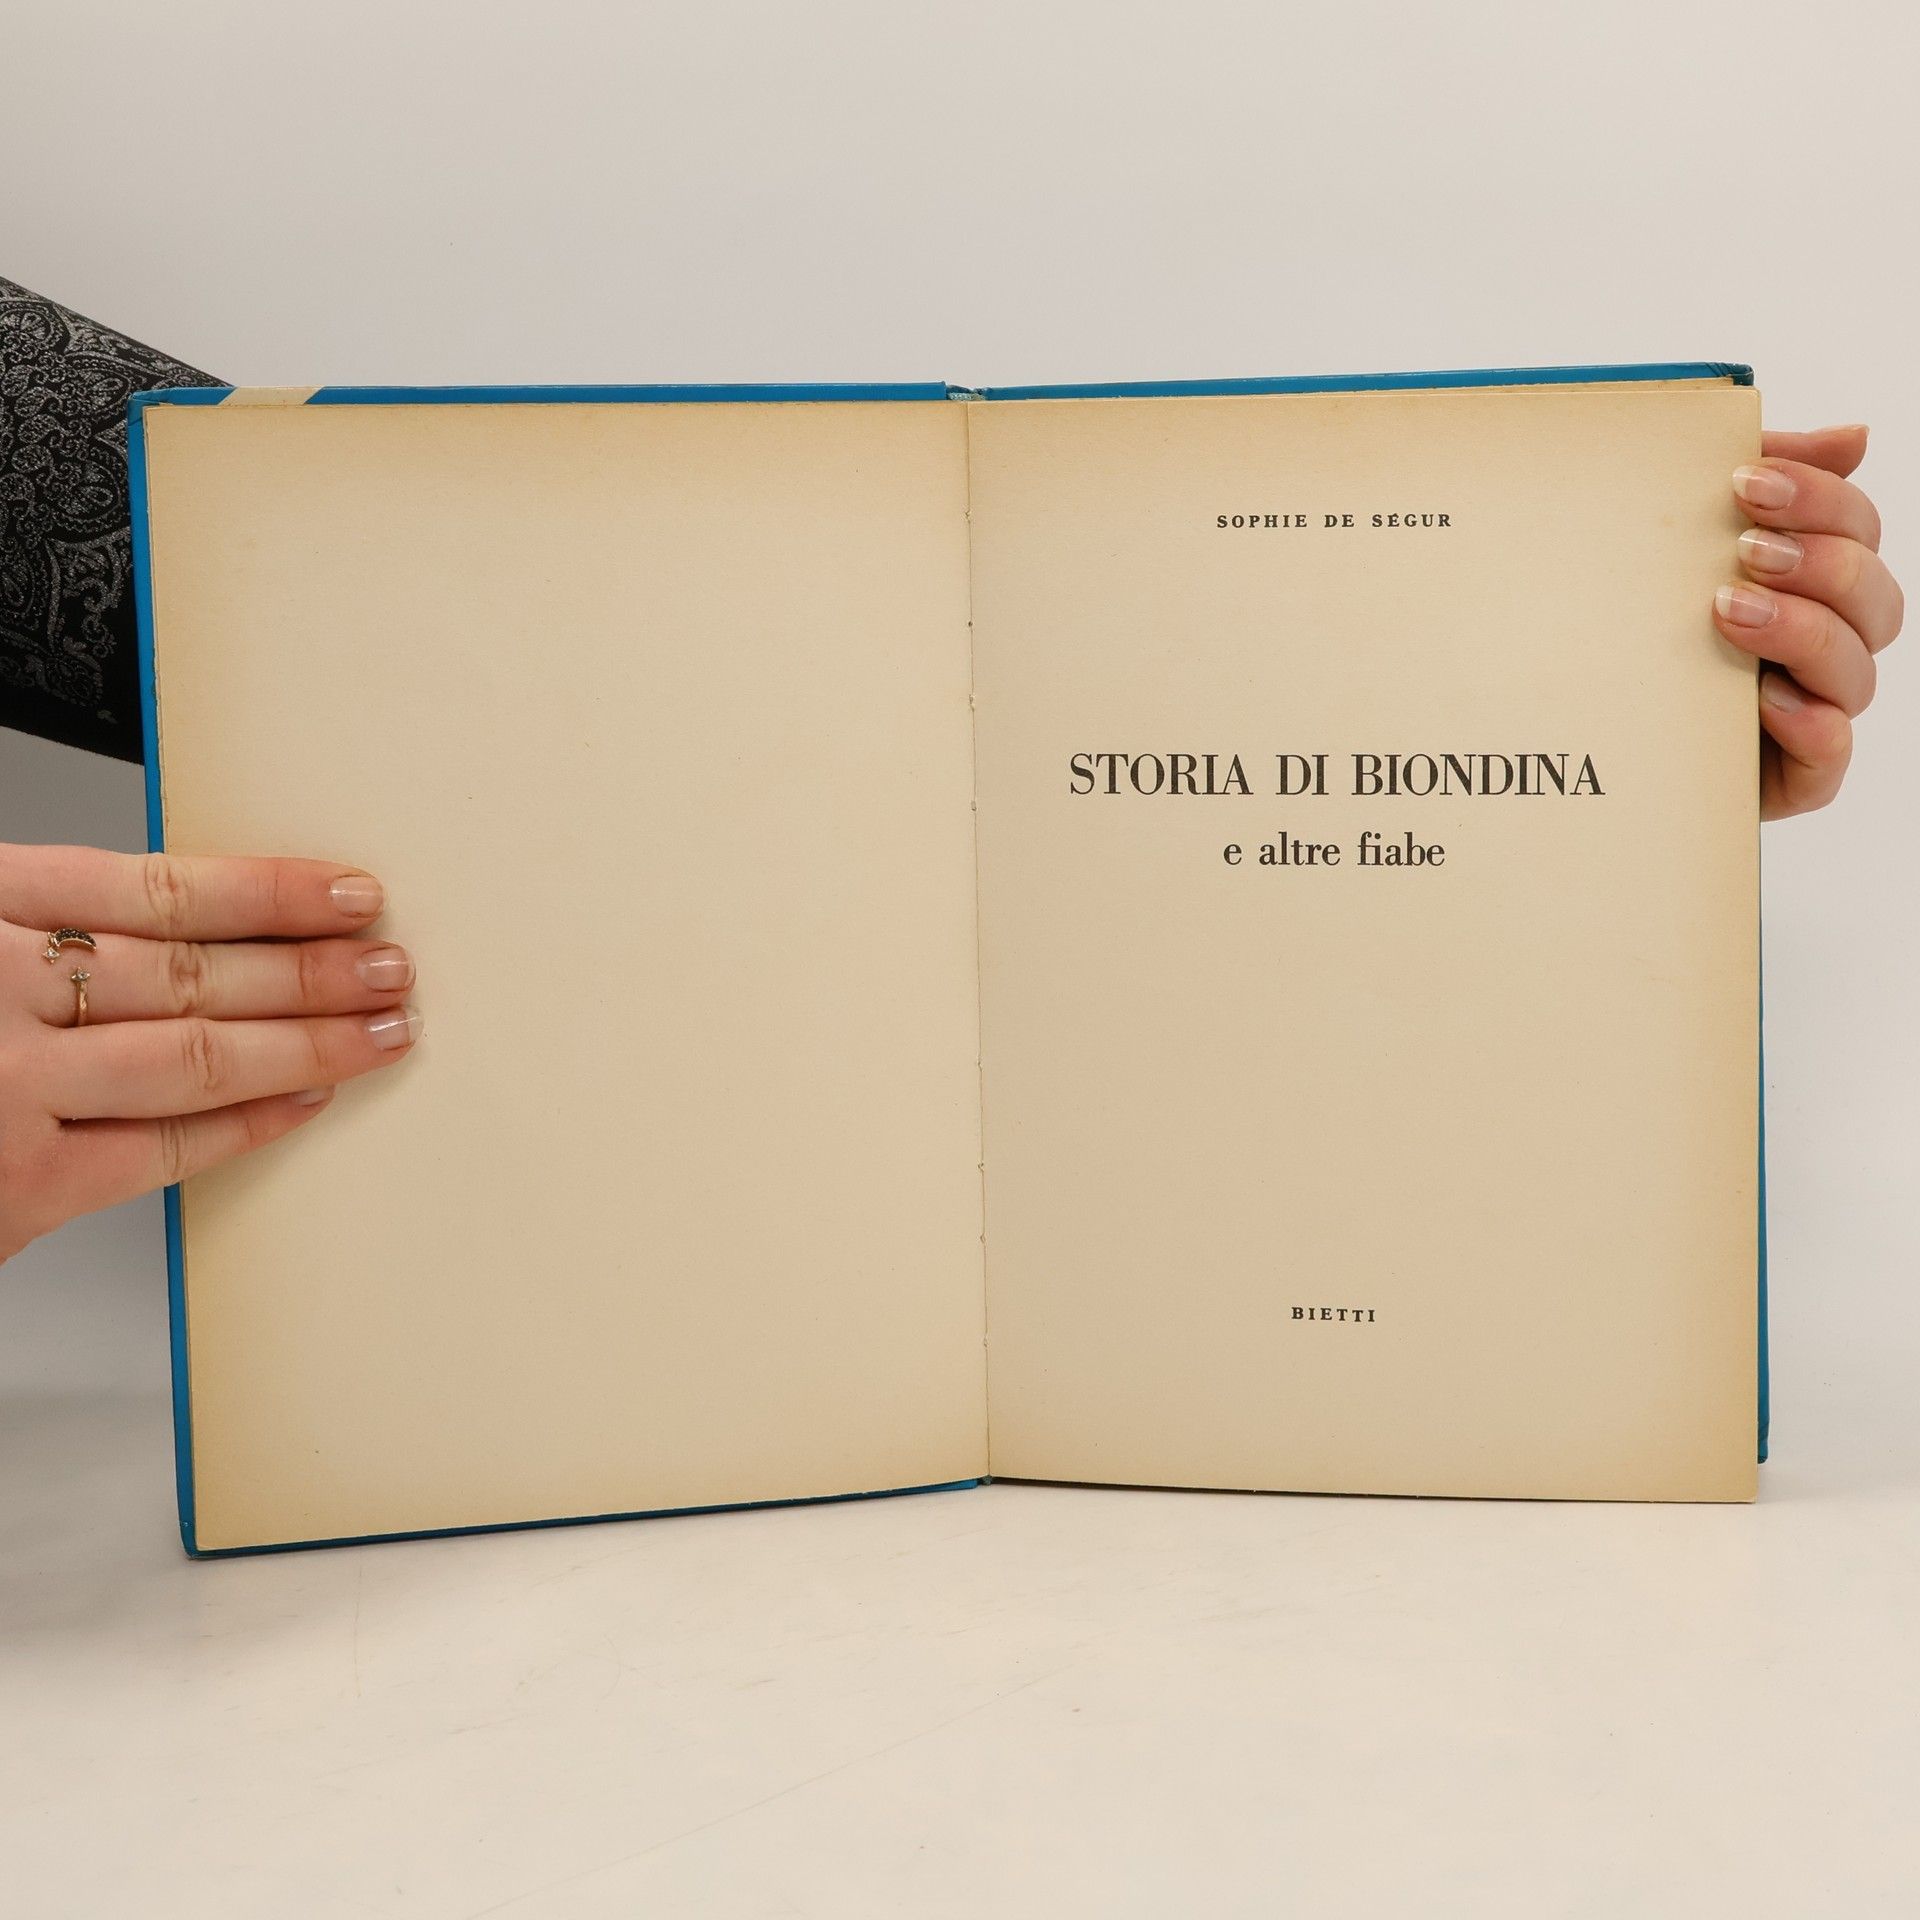 SOPHIE DE SÉGUR
STORIA DI BIONDINA
e altre fiabe
BIETTI